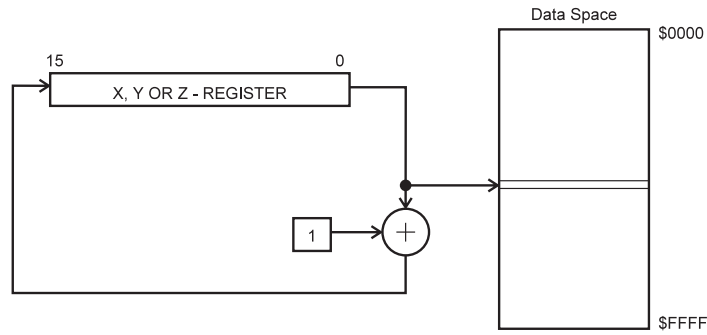 Data Space
$0000
15 0
X, Y OR Z - REGISTER
1
+
$FFFF